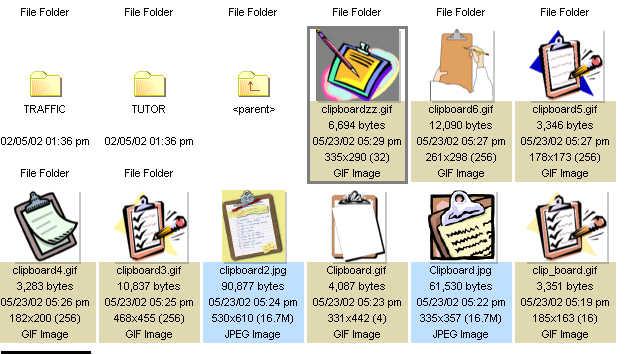 File Folder File Folder File Folder File Folder File Folder File Folder
TRAFFIC TUTOR <parent> clipboardzz.gif clipboard6.gif clipboard5.gif
6,694 bytes 12,090 bytes 3,346 bytes
02/05/02 01:36 pm 02/05/02 01:36 pm 05/23/02 05:29 pm 05/23/02 05:27 pm 05/23/02 05:27 pm
335x290 (32) 261x298 (256) 178x173 (256)
File Folder File Folder GIF Image GIF Image GIF Image
clipboard4.gif clipboard3.gif clipboard2.jpg Clipboard.gif Clipboard.jpg clip_board.gif
3,283 bytes 10,837 bytes 90,877 bytes 4,087 bytes 61,530 bytes 3,351 bytes
05/23/02 05:26 pm 05/23/02 05:25 pm 05/23/02 05:24 pm 05/23/02 05:23 pm 05/23/02 05:22 pm 05/23/02 05:19 pm
182x200 (256) 468x455 (256) 530x610 (16.7M) 331x442 (4) 335x357 (16.7M) 185x163 (16)
GIF Image GIF Image JPEG Image GIF Image JPEG Image GIF Image